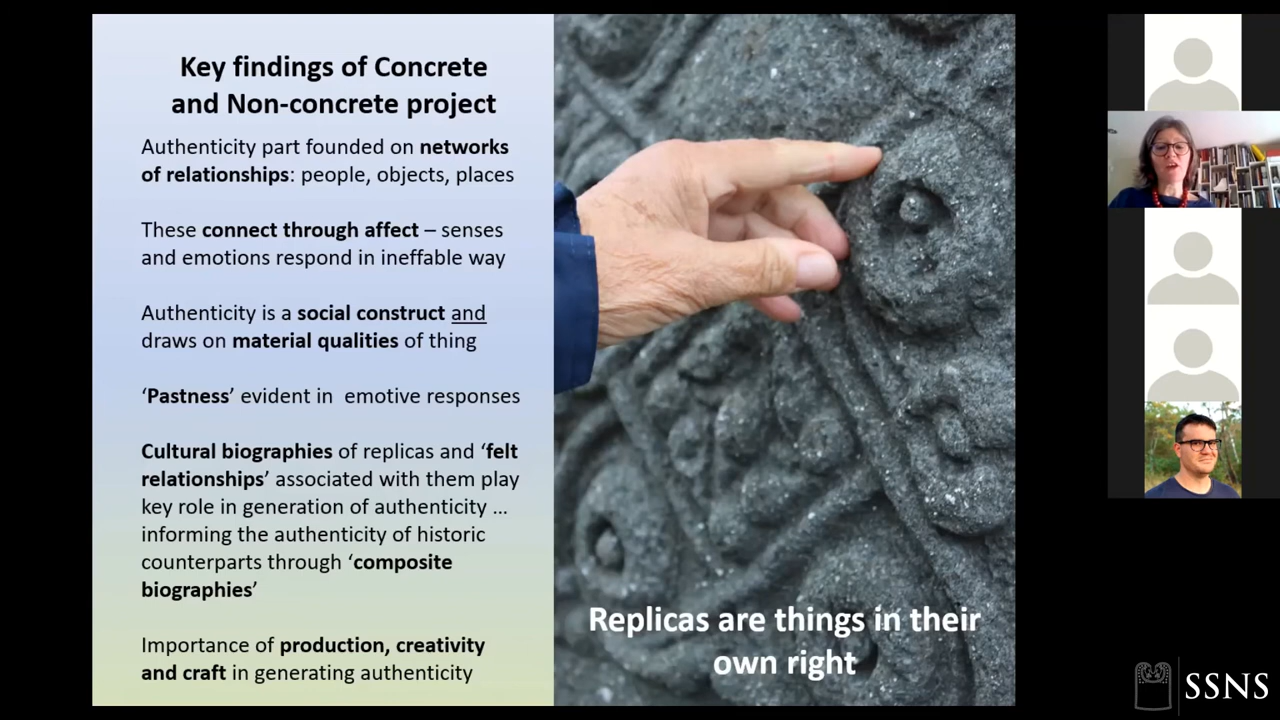 Key findings of Concrete
and Non-concrete project
Authenticity part founded on networks
of relationships: people, objects, places
These connect through affect – senses
and emotions respond in ineffable way
Authenticity is a social construct and
draws on material qualities of thing
‘Pastness’ evident in  emotive responses
Cultural biographies of replicas and ‘felt
relationships’ associated with them play
key role in generation of authenticity ...
informing the authenticity of historic
counterparts through ‘composite
biographies’
Importance of production, creativity
and craft in generating authenticity
Replicas are things in their
own right
SSNS